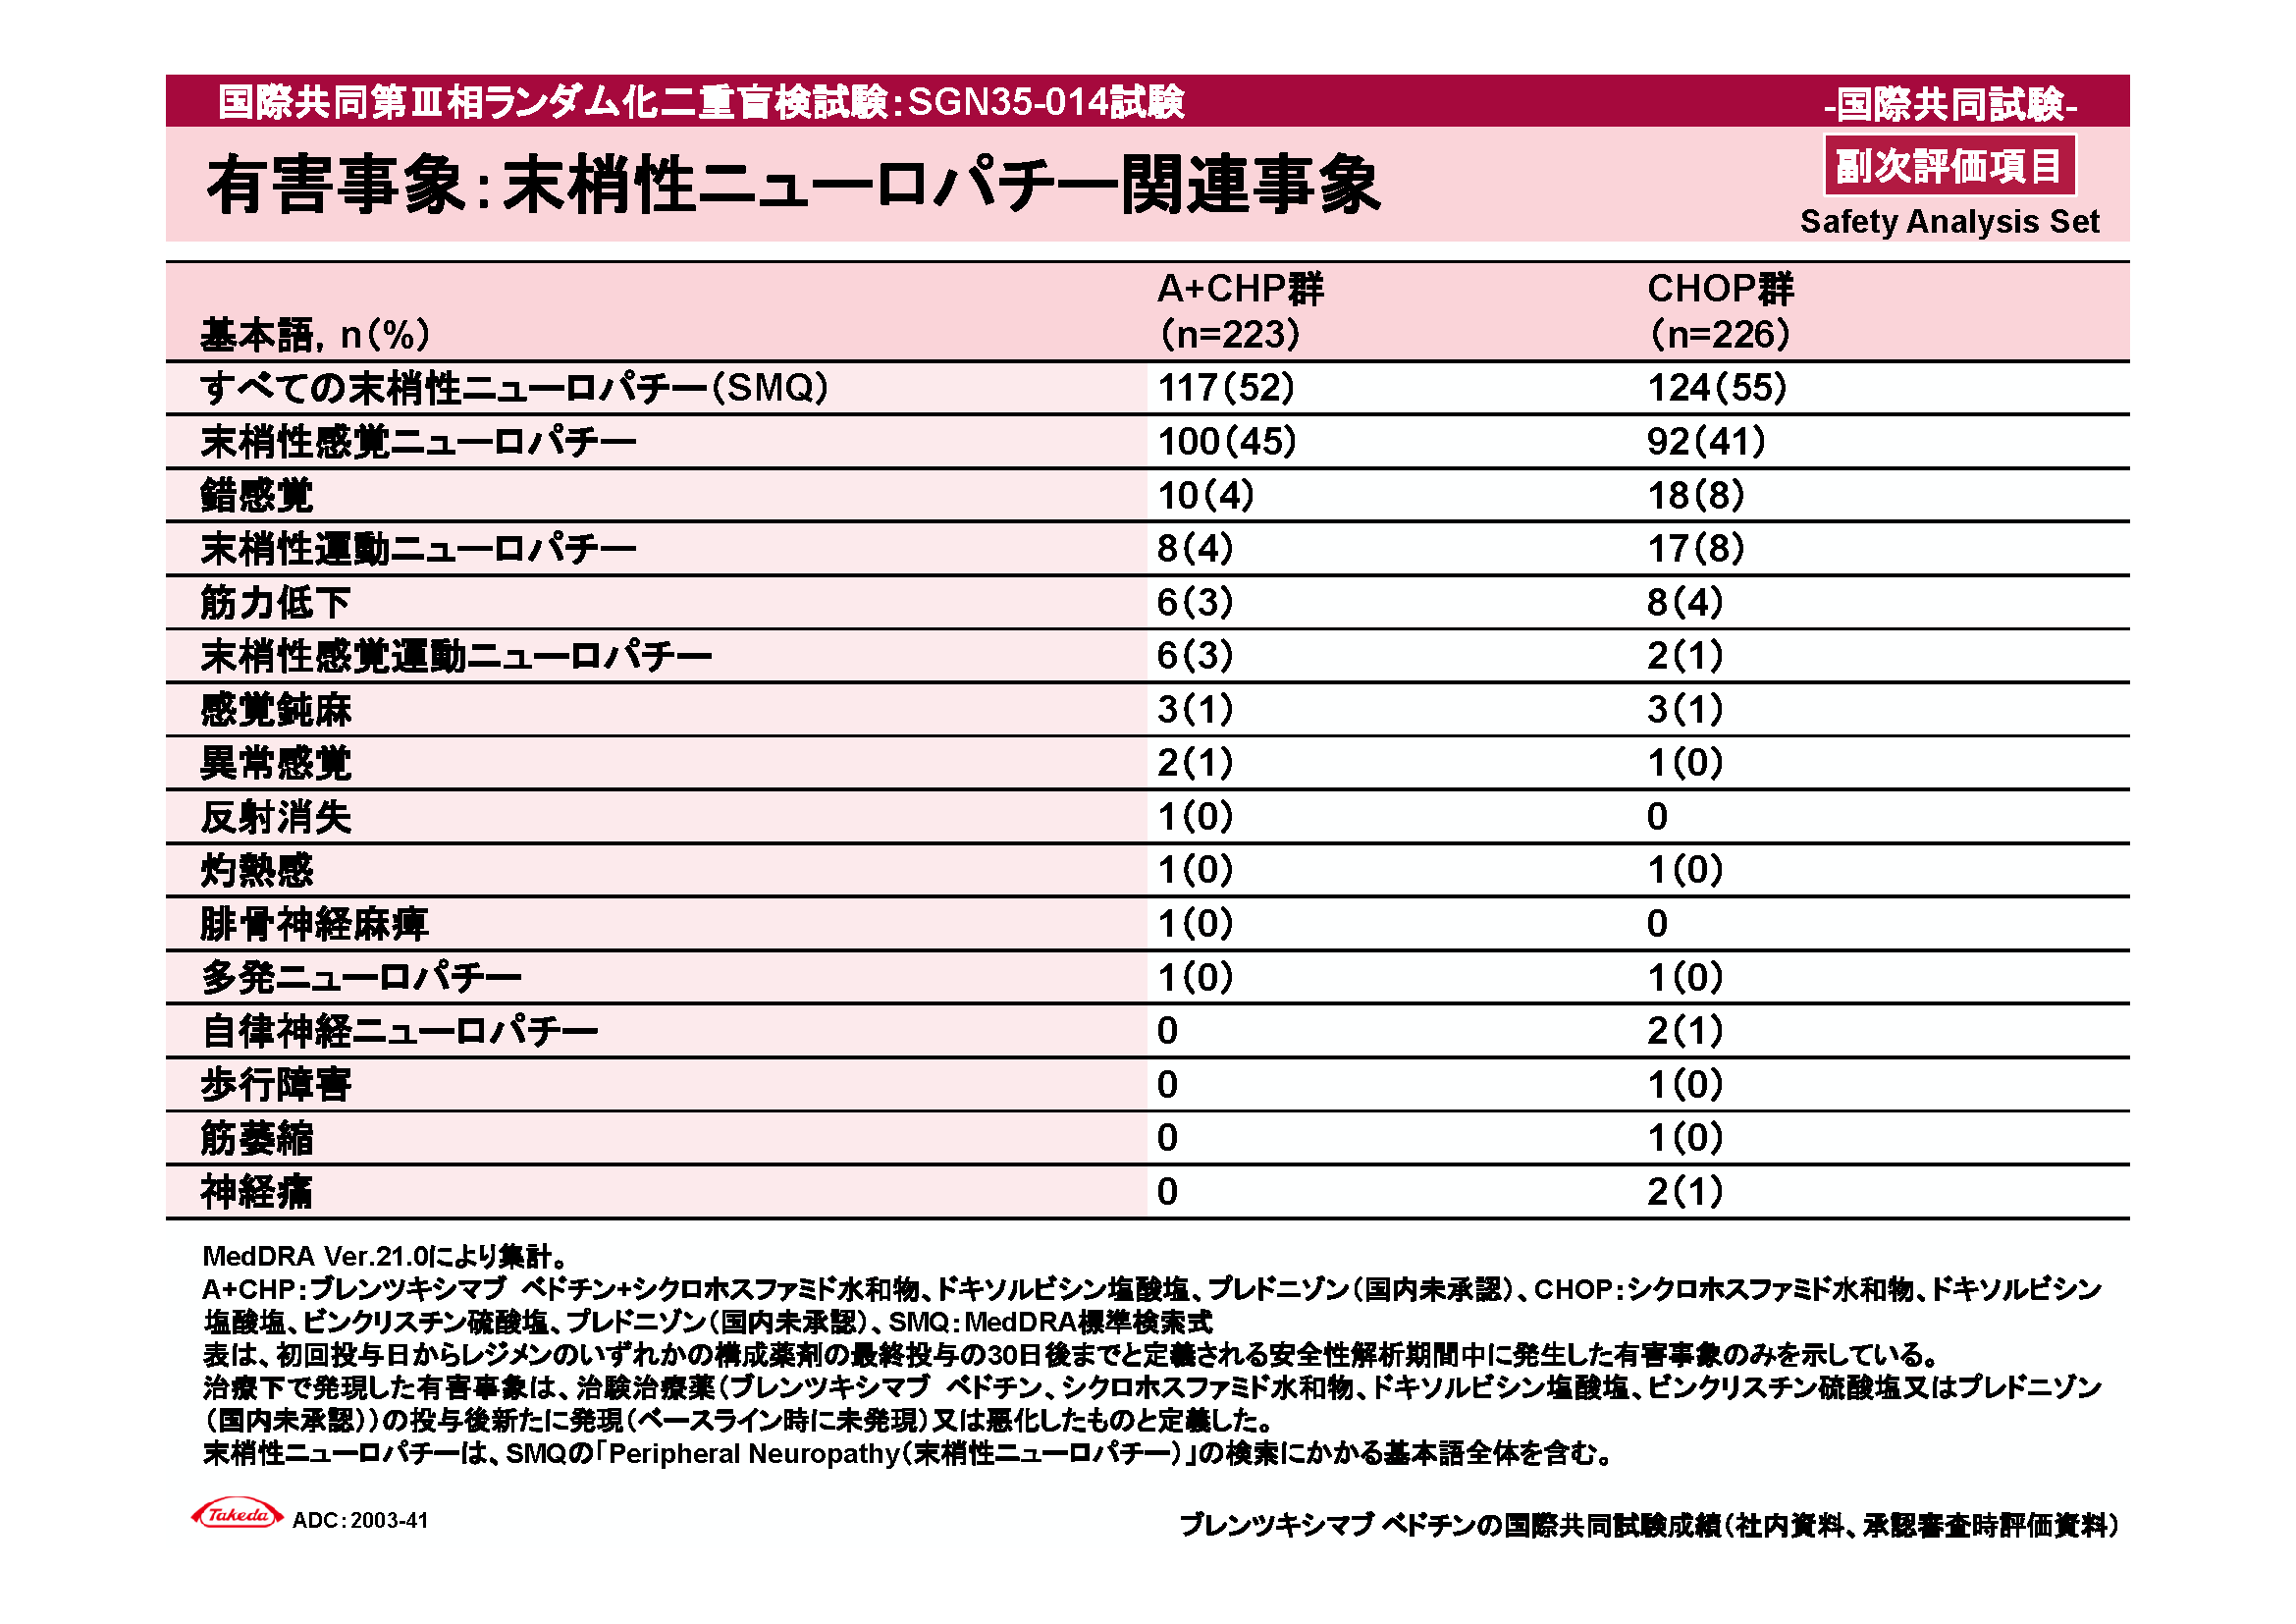 国際共同第Ⅲ相ランダム化二重盲検試験：SGN35-014試験
-国際共同試験-
有害事象：末梢性ニューロパチー関連事象
副次評価項目
Safety Analysis Set
基本語，n（%） A+CHP群（n=223） CHOP群（n=226）
すべての末梢性ニューロパチー（SMQ） 117（52） 124（55）
末梢性感覚ニューロパチー 100（45） 92（41）
錯感覚 10（4） 18（8）
末梢性運動ニューロパチー 8（4） 17（8）
筋力低下 6（3） 8（4）
末梢性感覚運動ニューロパチー 6（3） 2（1）
感覚鈍麻 3（1） 3（1）
異常感覚 2（1） 1（0）
反射消失 1（0） 0
灼熱感 1（0） 1（0）
腓骨神経麻痺 1（0） 0
多発ニューロパチー 1（0） 1（0）
自律神経ニューロパチー 0 2（1）
歩行障害 0 1（0）
筋萎縮 0 1（0）
神経痛 0 2（1）
MedDRA Ver.21.0により集計。
A+CHP：ブレンツキシマブ ベドチン+シクロホスファミド水和物、ドキソルビシン塩酸塩、プレドニゾン（国内未承認）、CHOP：シクロホスファミド水和物、ドキソルビシン
塩酸塩、ビンクリスチン硫酸塩、プレドニゾン（国内未承認）、SMQ：MedDRA標準検索式
表は、初回投与日からレジメンのいずれかの構成薬剤の最終投与の30日後までと定義される安全性解析期間中に発生した有害事象のみを示している。
治療下で発現した有害事象は、治験治療薬（ブレンツキシマブ ベドチン、シクロホスファミド水和物、ドキソルビシン塩酸塩、ビンクリスチン硫酸塩又はプレドニゾン
（国内未承認））の投与後新たに発現（ベースライン時に未発現）又は悪化したものと定義した。
末梢性ニューロパチーは、SMQの「Peripheral Neuropathy（末梢性ニューロパチー）」の検索にかかる基本語全体を含む。
Takeda ADC：2003-41
ブレンツキシマブ ベドチンの国際共同試験成績（社内資料、承認審査時評価資料）